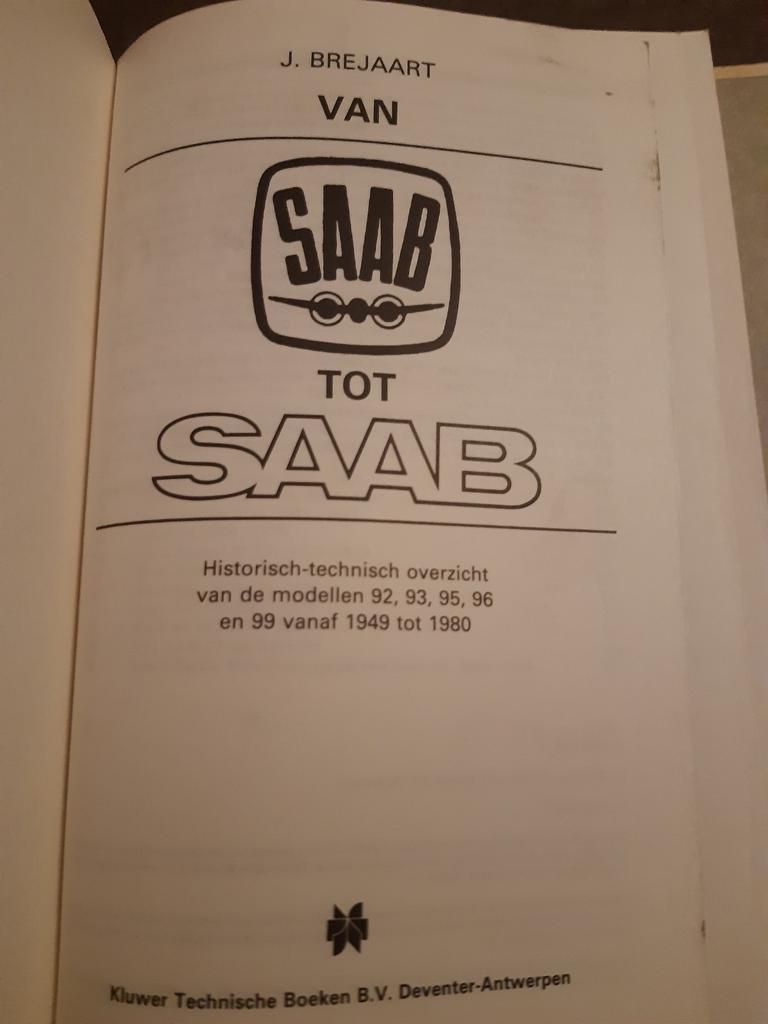 J. BREJAART
VAN
SAAB
TOT
SAAB
Historisch-technisch overzicht
van de modellen 92, 93, 95, 96
en 99 vanaf 1949 tot 1980
Kluwer Technische Boeken B.V. Deventer-Antwerpen